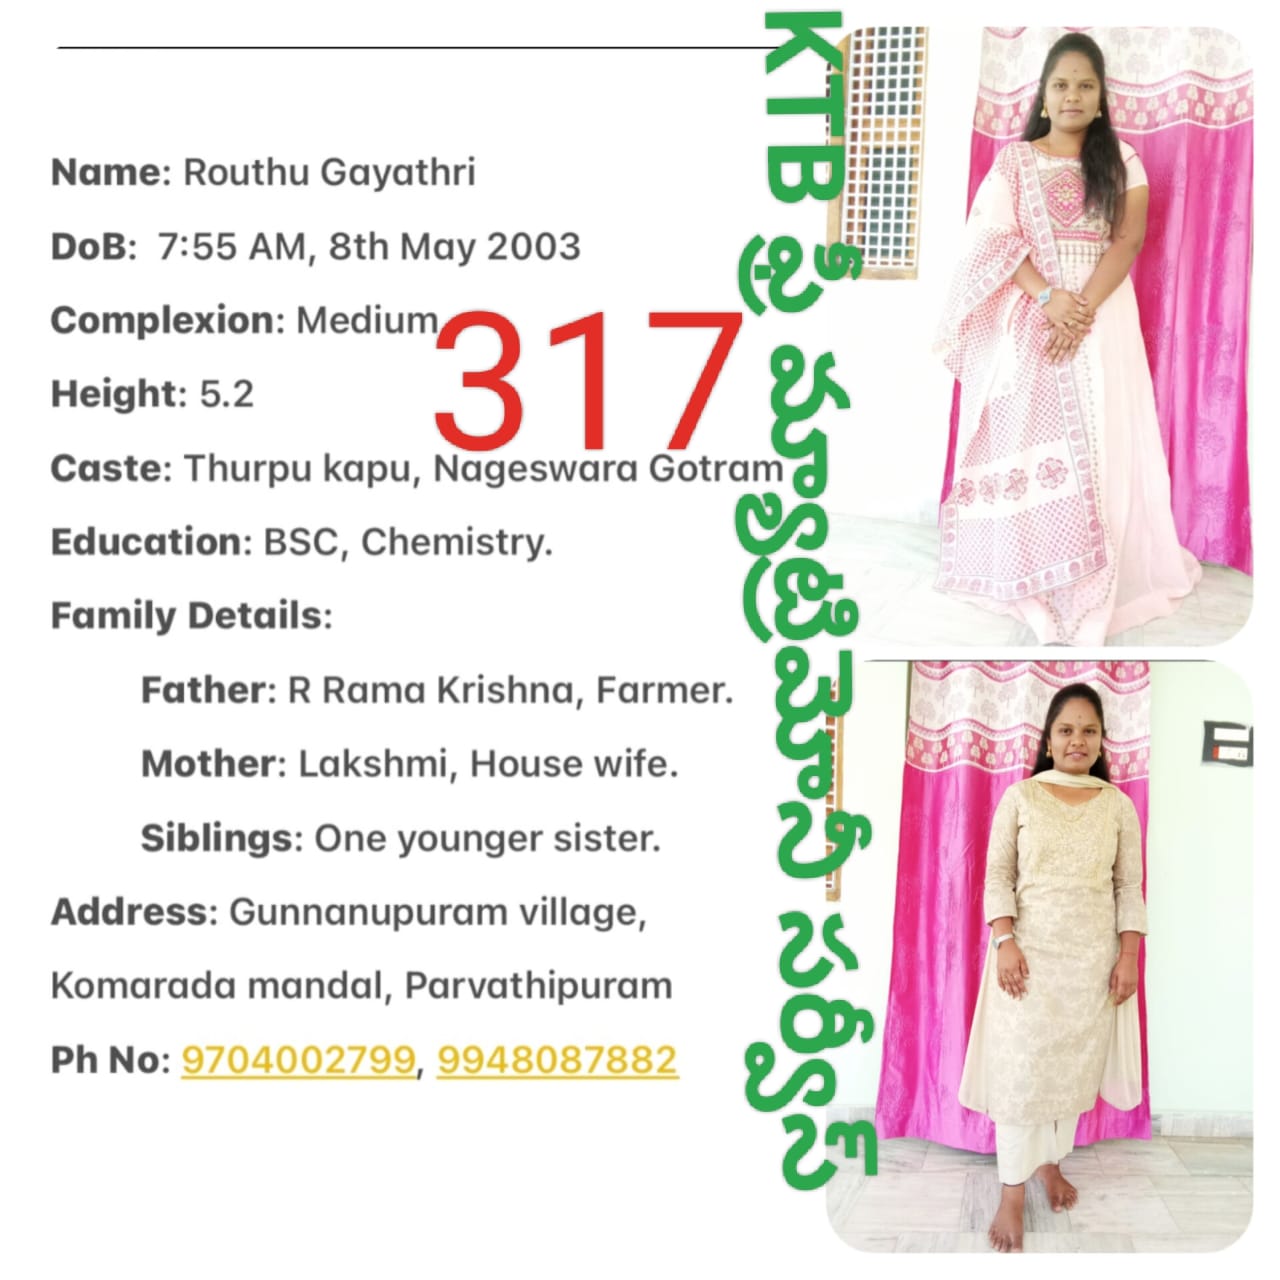 Name: Routhu Gayathri
DoB: 7:55 AM, 8th May 2003
Complexion: Medium
317
Height: 5.2
Caste: Thurpu kapu, Nageswara Gotram
Education: BSC, Chemistry.
Family Details:
Father: R Rama Krishna, Farmer.
Mother: Lakshmi, House wife.
Siblings: One younger sister.
Address: Gunnanupuram village,
Komarada mandal, Parvathipuram
Ph No: 9704002799, 9948087882
KTB శ్రీ మ్యాట్రిమోనీ సర్వీస్